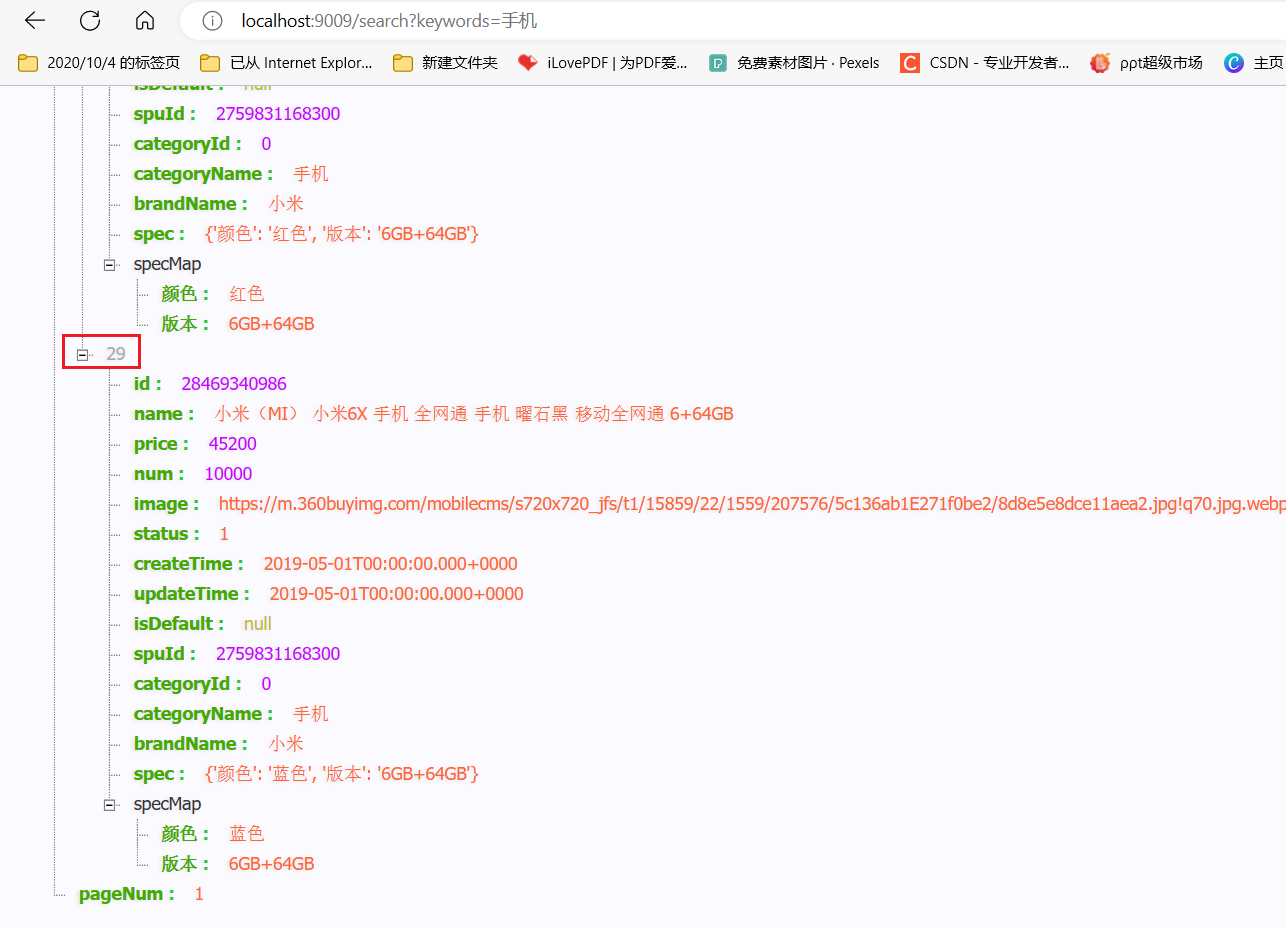 localhost:9009/search?keywords=手机
2020/10/4 的标签页 已从 Internet Explor... 新建文件夹 iLovePDF | 为PDF爱... 免费素材图片 · Pexels CSDN - 专业开发者... ppt超级市场 主页
isDefault : null
spuId : 2759831168300
categoryId : 0
categoryName : 手机
brandName : 小米
spec : {'颜色': '红色', '版本': '6GB+64GB'}
specMap
颜色 : 红色
版本 : 6GB+64GB
29
id : 28469340986
name : 小米（MI） 小米6X 手机 全网通 手机 曜石黑 移动全网通 6+64GB
price : 45200
num : 10000
image : https://m.360buyimg.com/mobilecms/s720x720_jfs/t1/15859/22/1559/207576/5c136ab1E271f0be2/8d8e5e8dce11aea2.jpg!q70.jpg.webp
status : 1
createTime : 2019-05-01T00:00:00.000+0000
updateTime : 2019-05-01T00:00:00.000+0000
isDefault : null
spuId : 2759831168300
categoryId : 0
categoryName : 手机
brandName : 小米
spec : {'颜色': '蓝色', '版本': '6GB+64GB'}
specMap
颜色 : 蓝色
版本 : 6GB+64GB
pageNum : 1